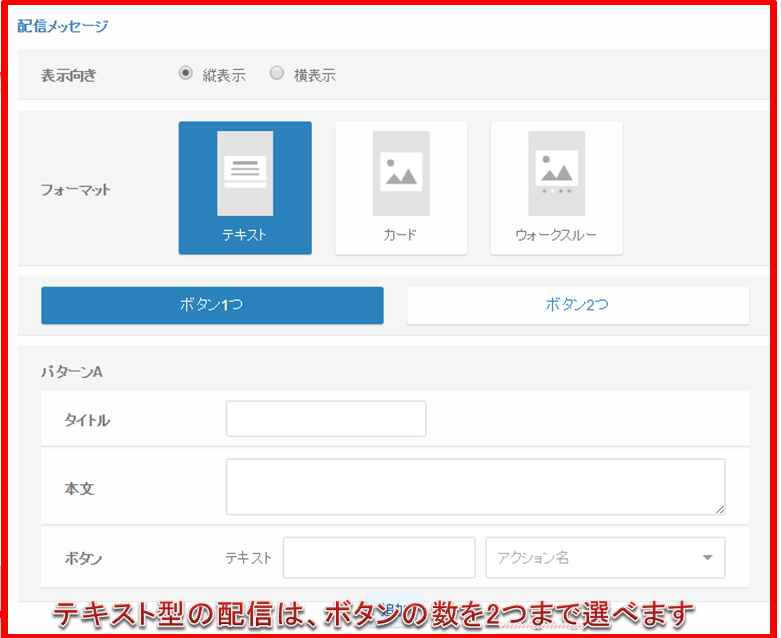 配信メッセージ
表示向き 縦表示 横表示
フォーマット テキスト カード ウォークスルー
ボタン1つ ボタン2つ
パターンA
タイトル
本文
ボタン テキスト アクション名
テキスト型の配信は、ボタンの数を2つまで選べます